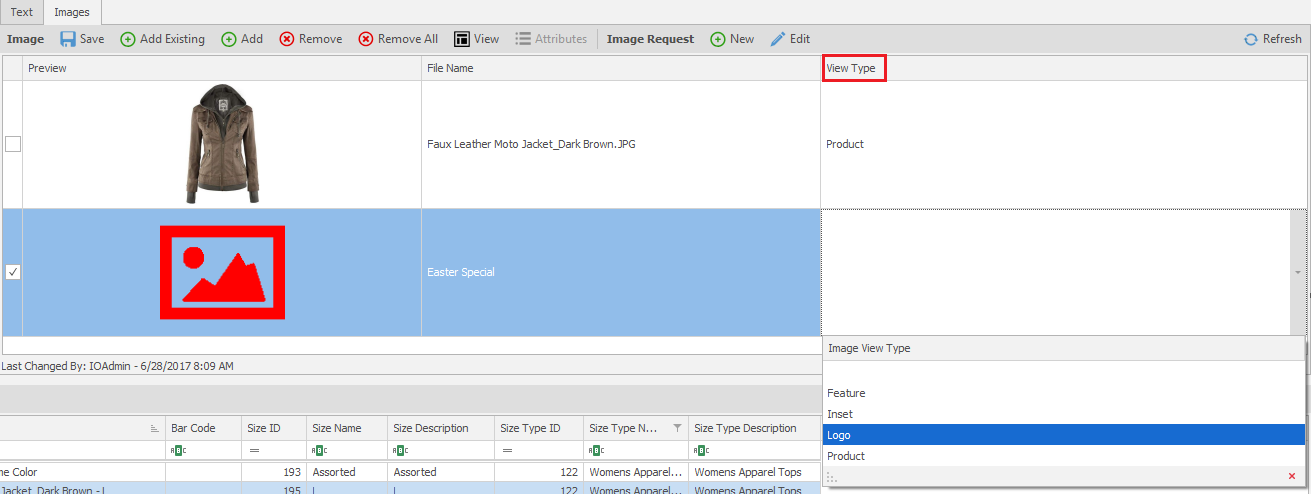 Text Images
Image Save Add Existing Add Remove Remove All View Attributes Image Request New Edit Refresh
Preview File Name View Type
Faux Leather Moto Jacket_Dark Brown.JPG Product
Easter Special
Image View Type
Last Changed By: IOAdmin - 6/28/2017 8:09 AM
Feature
Inset
Logo
Product
Bar Code Size ID Size Name Size Description Size Type ID Size Type N... Size Type Description
ABC = ABC ABC = ABC ABC
ne Color 193 Assorted Assorted 122 Womens Apparel... Womens Apparel Tops
Jacket_Dark Brown - L 195 L L 122 Womens Apparel... Womens Apparel Tops